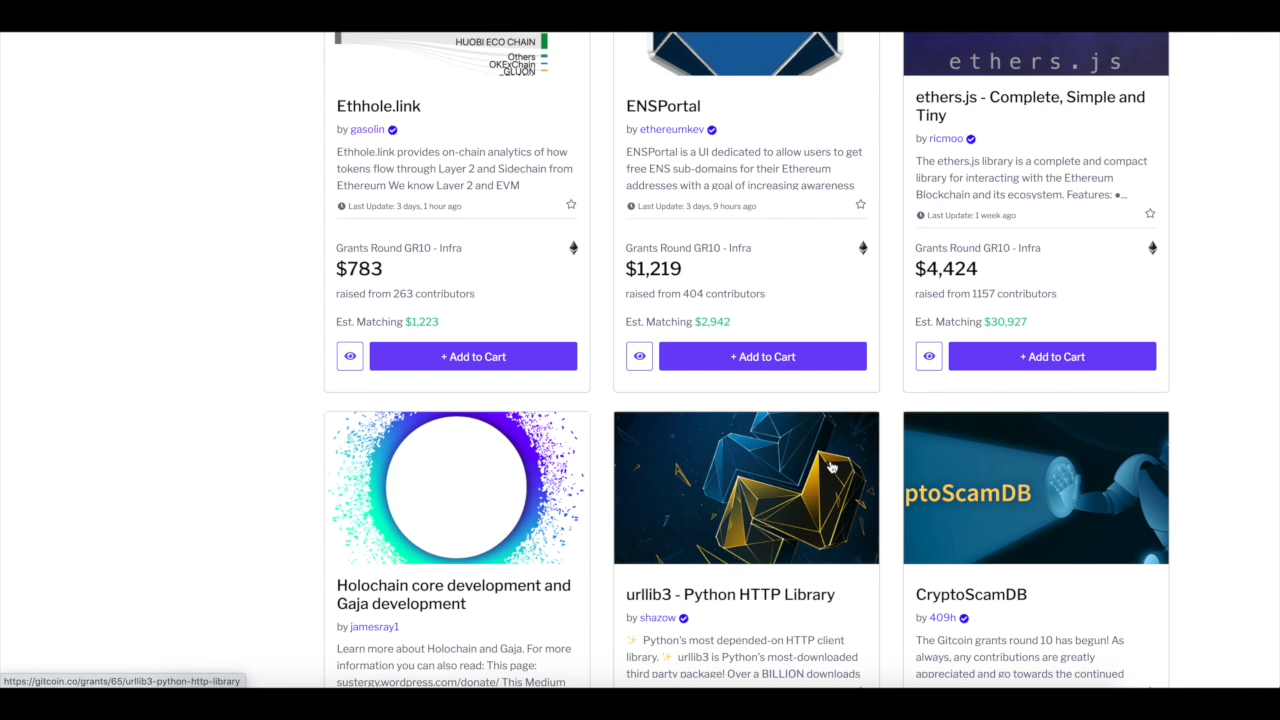 HUOBI ECO CHAIN
Others
OKExChain
_GLUON
Ethhole.link
by gasolin
Ethhole.link provides on-chain analytics of how
tokens flow through Layer 2 and Sidechain from
Ethereum We know Layer 2 and EVM
Last Update: 3 days, 1 hour ago
Grants Round GR10 - Infra
$783
raised from 263 contributors
Est. Matching $1,223
+ Add to Cart
ENSPortal
by ethereumkev
ENSPortal is a UI dedicated to allow users to get
free ENS sub-domains for their Ethereum
addresses with a goal of increasing awareness
Last Update: 3 days, 9 hours ago
Grants Round GR10 - Infra
$1,219
raised from 404 contributors
Est. Matching $2,942
+ Add to Cart
ethers.js
ethers.js - Complete, Simple and
Tiny
by ricmoo
The ethers.js library is a complete and compact
library for interacting with the Ethereum
Blockchain and its ecosystem. Features: ●...
Last Update: 1 week ago
Grants Round GR10 - Infra
$4,424
raised from 1157 contributors
Est. Matching $30,927
+ Add to Cart
Holochain core development and
Gaja development
by jamesray1
Learn more about Holochain and Gaja. For more
information you can also read: This page:
sustergy.wordpress.com/donate/ This Medium
urllib3 - Python HTTP Library
by shazow
✨ Python's most depended-on HTTP client
library. ✨ urllib3 is Python's most-downloaded
third party package! Over a BILLION downloads
ptoScamDB
CryptoScamDB
by 409h
The Gitcoin grants round 10 has begun! As
always, any contributions are greatly
appreciated and go towards the continued
https://gitcoin.co/grants/65/urllib3-python-http-library